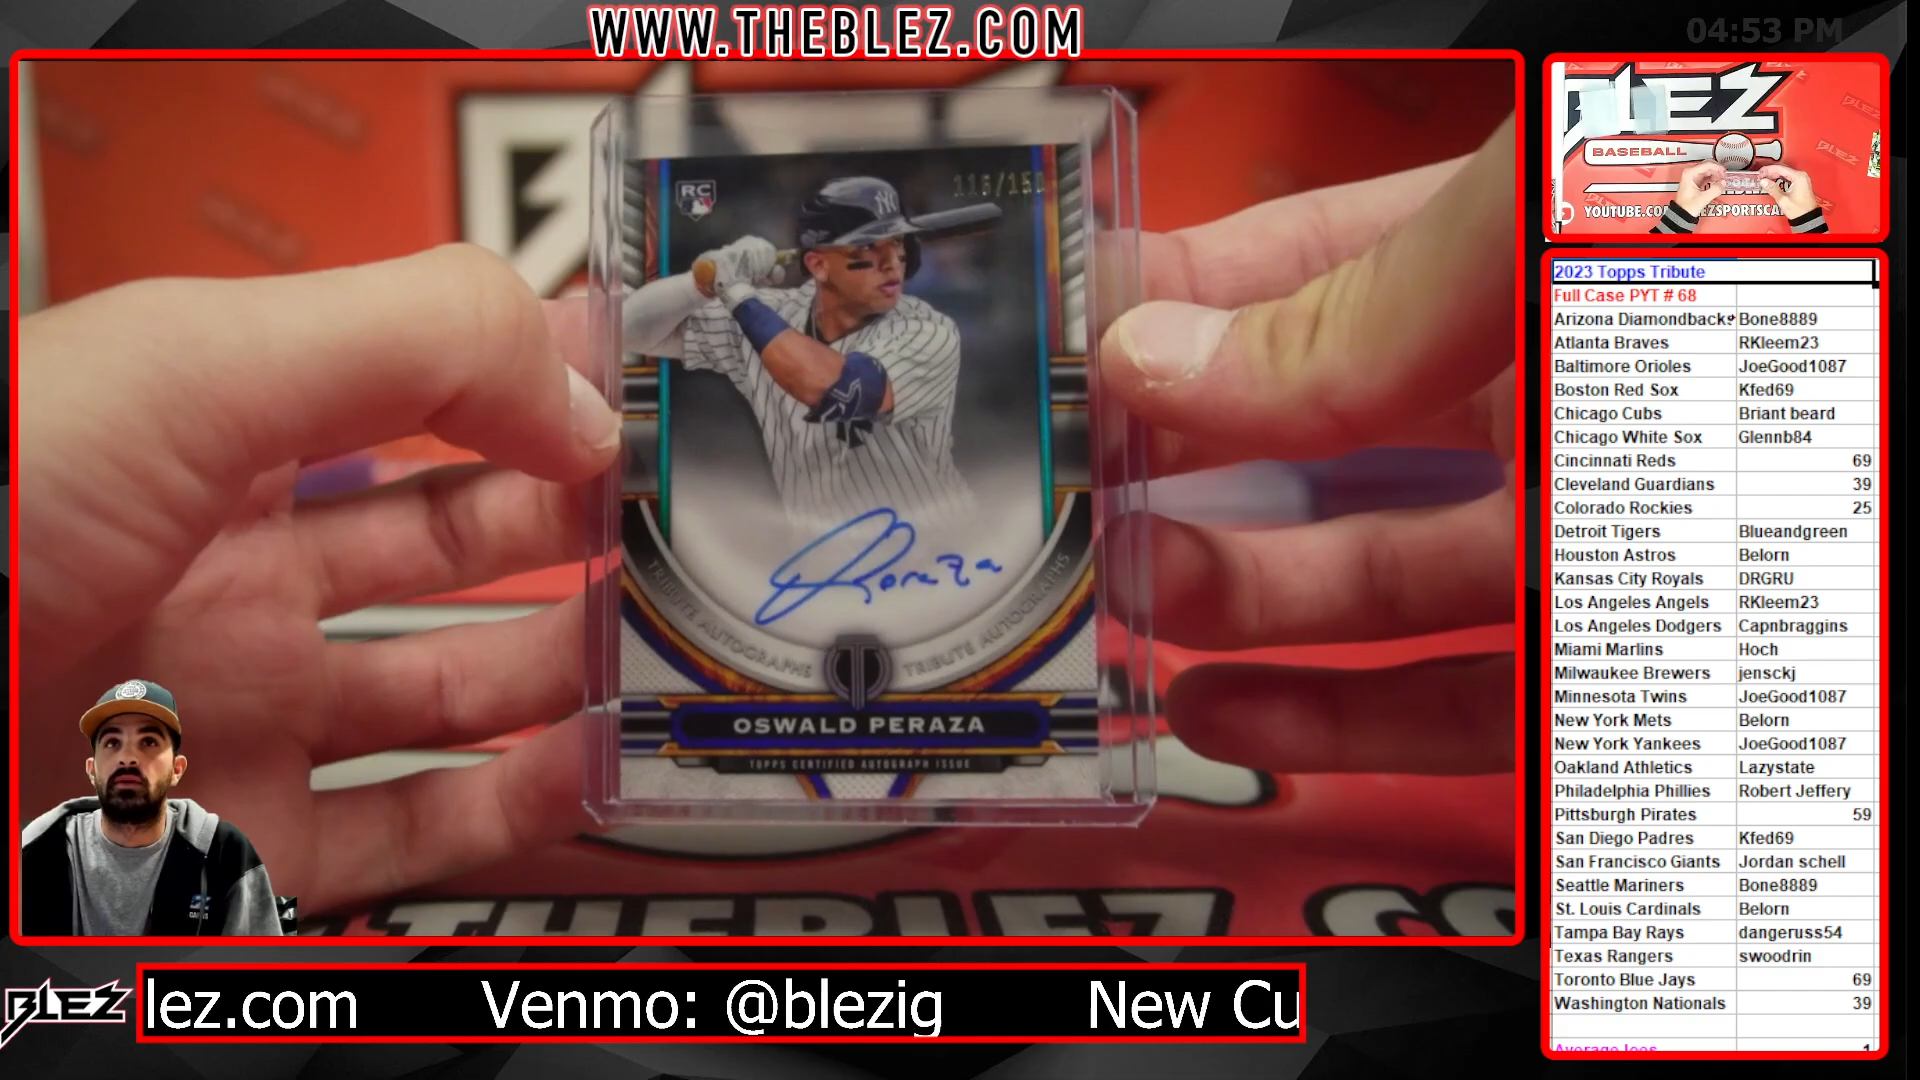 WWW.THEBLEZ.COM
04:53 PM
RC
116/150
NY
TRIBUTE AUTOGRAPHS
TRIBUTE AUTOGRAPHS
OSWALD PERAZA
TOPPS CERTIFIED AUTOGRAPH ISSUE
BLEZ
BASEBALL
YOUTUBE.CO
2023 Topps Tribute
Full Case PYT # 68
Arizona Diamondbacks Bone8889
Atlanta Braves RKleem23
Baltimore Orioles JoeGood1087
Boston Red Sox Kfed69
Chicago Cubs Briant beard
Chicago White Sox Glennb84
Cincinnati Reds 69
Cleveland Guardians 39
Colorado Rockies 25
Detroit Tigers Blueandgreen
Houston Astros Belorn
Kansas City Royals DRGRU
Los Angeles Angels RKleem23
Los Angeles Dodgers Capnbraggins
Miami Marlins Hoch
Milwaukee Brewers jensckj
Minnesota Twins JoeGood1087
New York Mets Belorn
New York Yankees JoeGood1087
Oakland Athletics Lazystate
Philadelphia Phillies Robert Jeffery
Pittsburgh Pirates 59
San Diego Padres Kfed69
San Francisco Giants Jordan schell
Seattle Mariners Bone8889
St. Louis Cardinals Belorn
Tampa Bay Rays dangeruss54
Texas Rangers swoodrin
Toronto Blue Jays 69
Washington Nationals 39
BLEZ
lez.com Venmo: @blezig New Cu